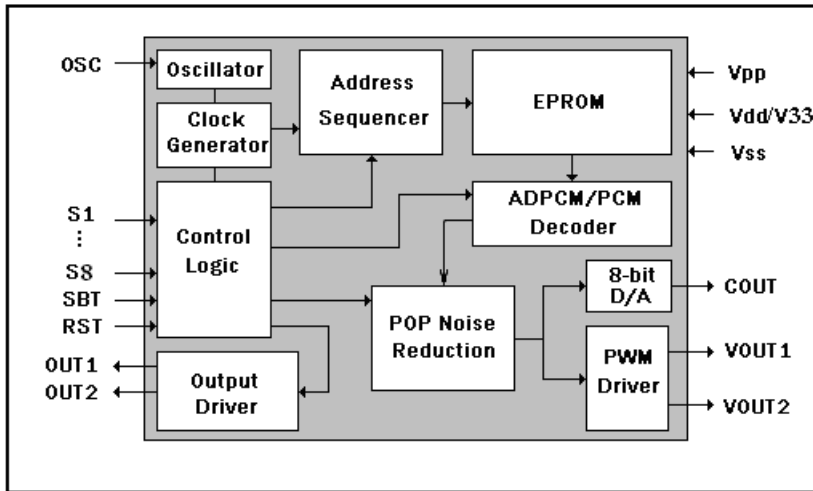 OSC
Oscillator
Clock
Generator
Address
Sequencer
EPROM
Vpp
Vdd/V33
Vss
S1
⋮
S8
SBT
RST
Control
Logic
ADPCM/PCM
Decoder
POP Noise
Reduction
8-bit
D/A
COUT
PWM
Driver
VOUT1
VOUT2
OUT1
OUT2
Output
Driver